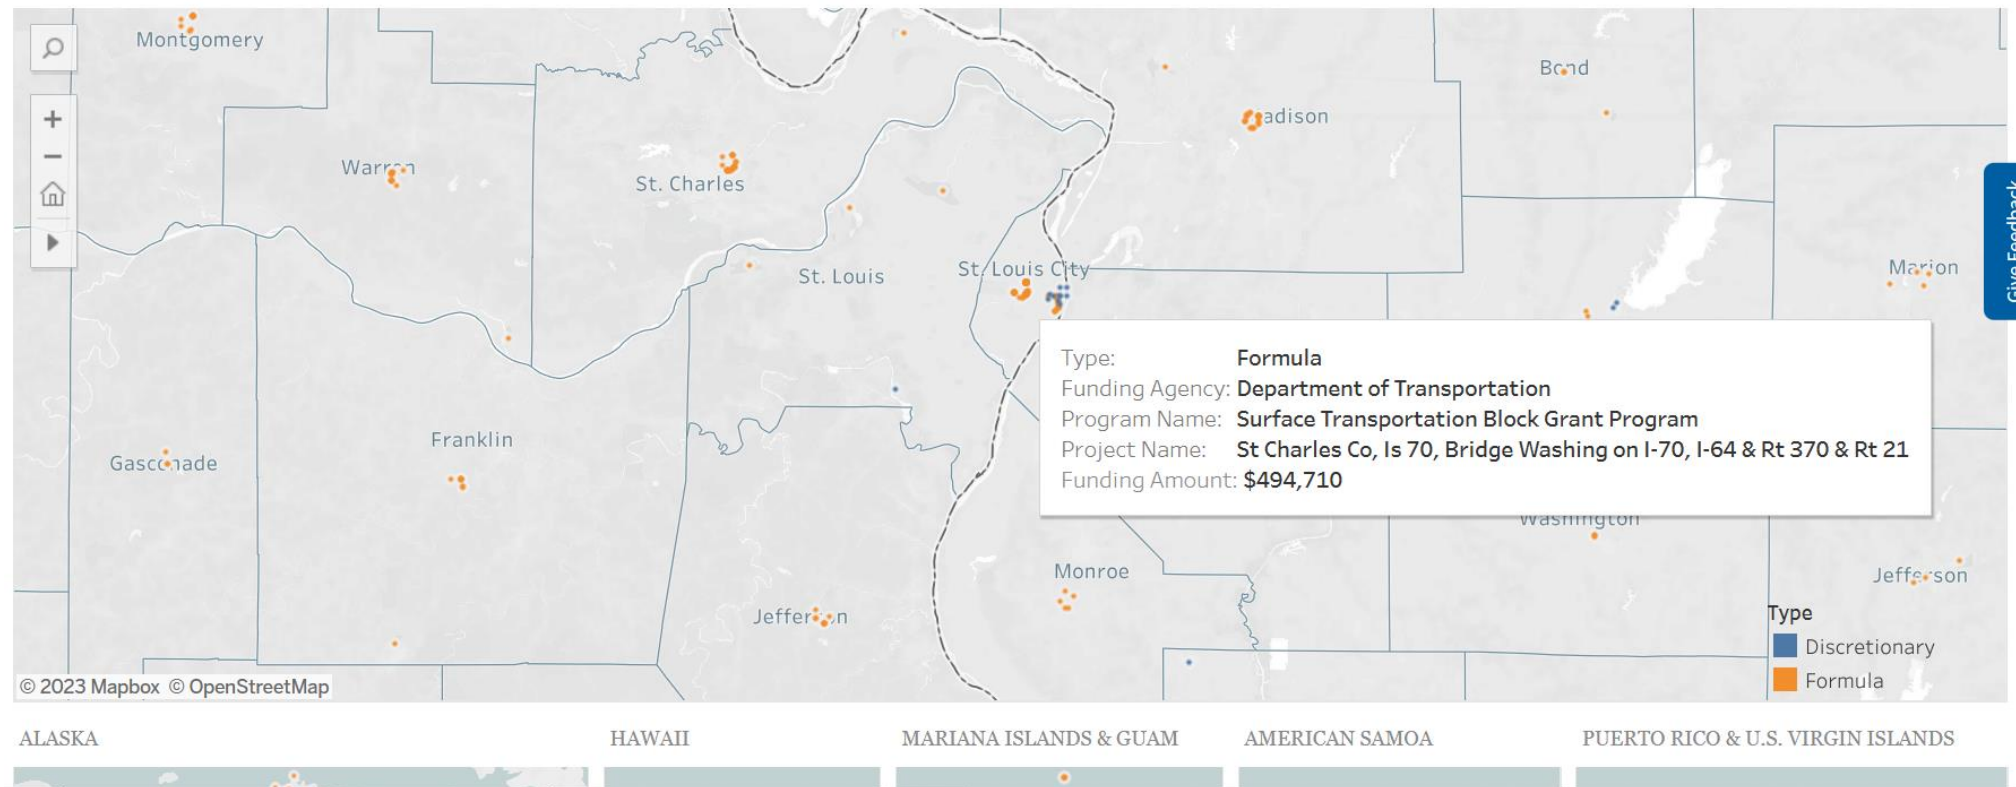 Montgomery
Bond
adison
Warren
St. Charles
St. Louis
St. Louis City
Marion
Give Feedback
Type: Formula
Funding Agency: Department of Transportation
Program Name: Surface Transportation Block Grant Program
Project Name: St Charles Co, Is 70, Bridge Washing on I-70, I-64 & Rt 370 & Rt 21
Funding Amount: $494,710
Franklin
Gasconade
Washington
Monroe
Jefferson
Jefferson
Type
Discretionary
Formula
© 2023 Mapbox © OpenStreetMap
ALASKA
HAWAII
MARIANA ISLANDS & GUAM
AMERICAN SAMOA
PUERTO RICO & U.S. VIRGIN ISLANDS